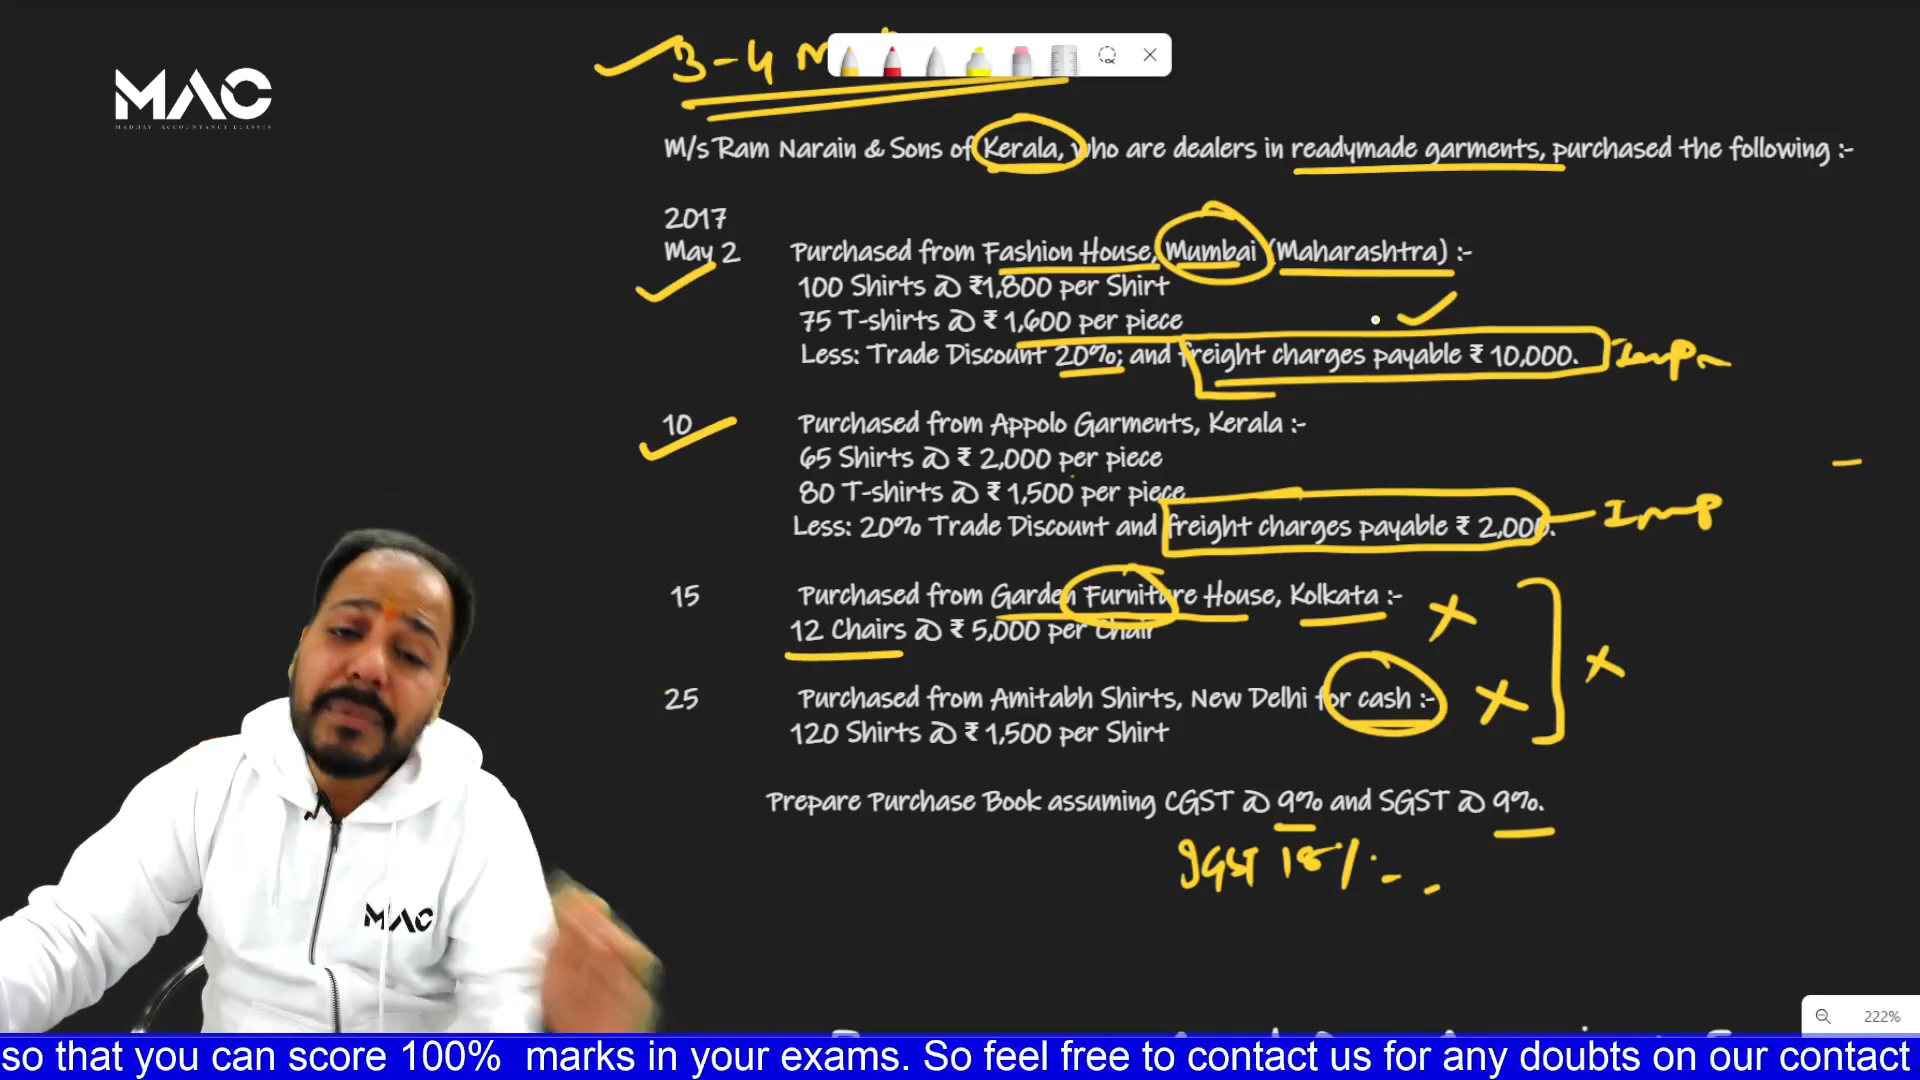 3-4
MAC
MADHAV ACCOUNTANCY CLASSES
M/s Ram Narain & Sons of Kerala, who are dealers in readymade garments, purchased the following :-
2017
May 2 Purchased from Fashion House, Mumbai (Maharashtra) :-
100 Shirts @ ₹1,800 per Shirt
75 T-shirts @ ₹ 1,600 per piece
Less: Trade Discount 20%; and freight charges payable ₹ 10,000. Imp
10 Purchased from Appolo Garments, Kerala :-
65 Shirts @ ₹ 2,000 per piece
80 T-shirts @ ₹ 1,500 per piece
Less: 20% Trade Discount and freight charges payable ₹ 2,000. Imp
15 Purchased from Garden Furniture House, Kolkata :-
12 Chairs @ ₹ 5,000 per Chair
25 Purchased from Amitabh Shirts, New Delhi for cash :-
120 Shirts @ ₹ 1,500 per Shirt
Prepare Purchase Book assuming CGST @ 9% and SGST @ 9%.
IGST 18%
MAC
222%
so that you can score 100% marks in your exams. So feel free to contact us for any doubts on our contact